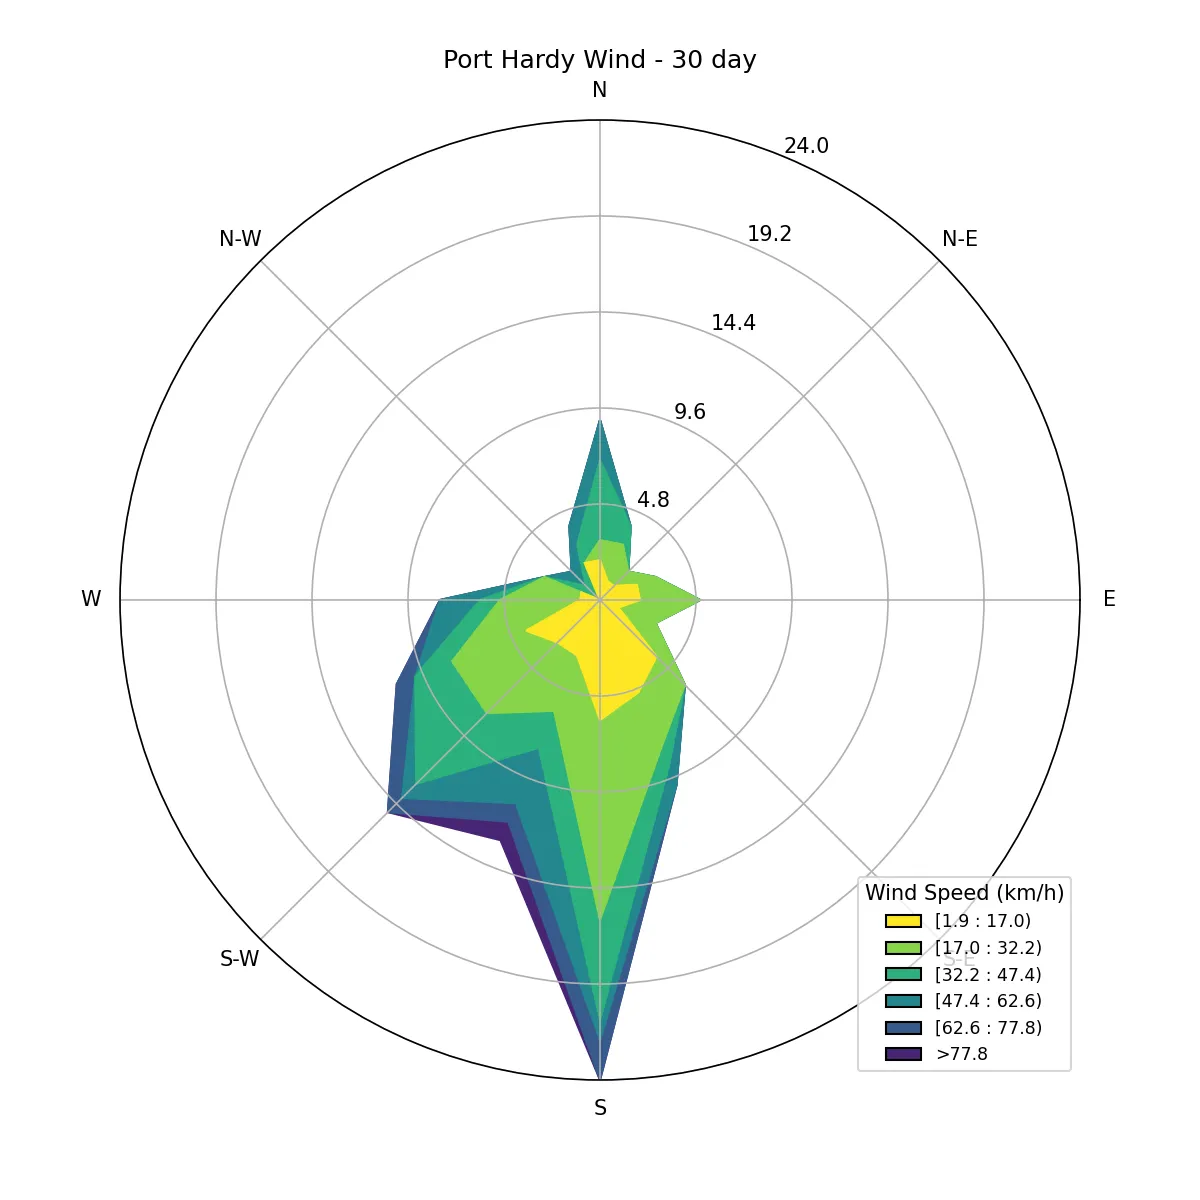 Port Hardy Wind - 30 day
N
24.0
N-W
19.2
N-E
14.4
9.6
4.8
W
E
S-W
S-E
S
Wind Speed (km/h)
[1.9 : 17.0)
[17.0 : 32.2)
[32.2 : 47.4)
[47.4 : 62.6)
[62.6 : 77.8)
>77.8